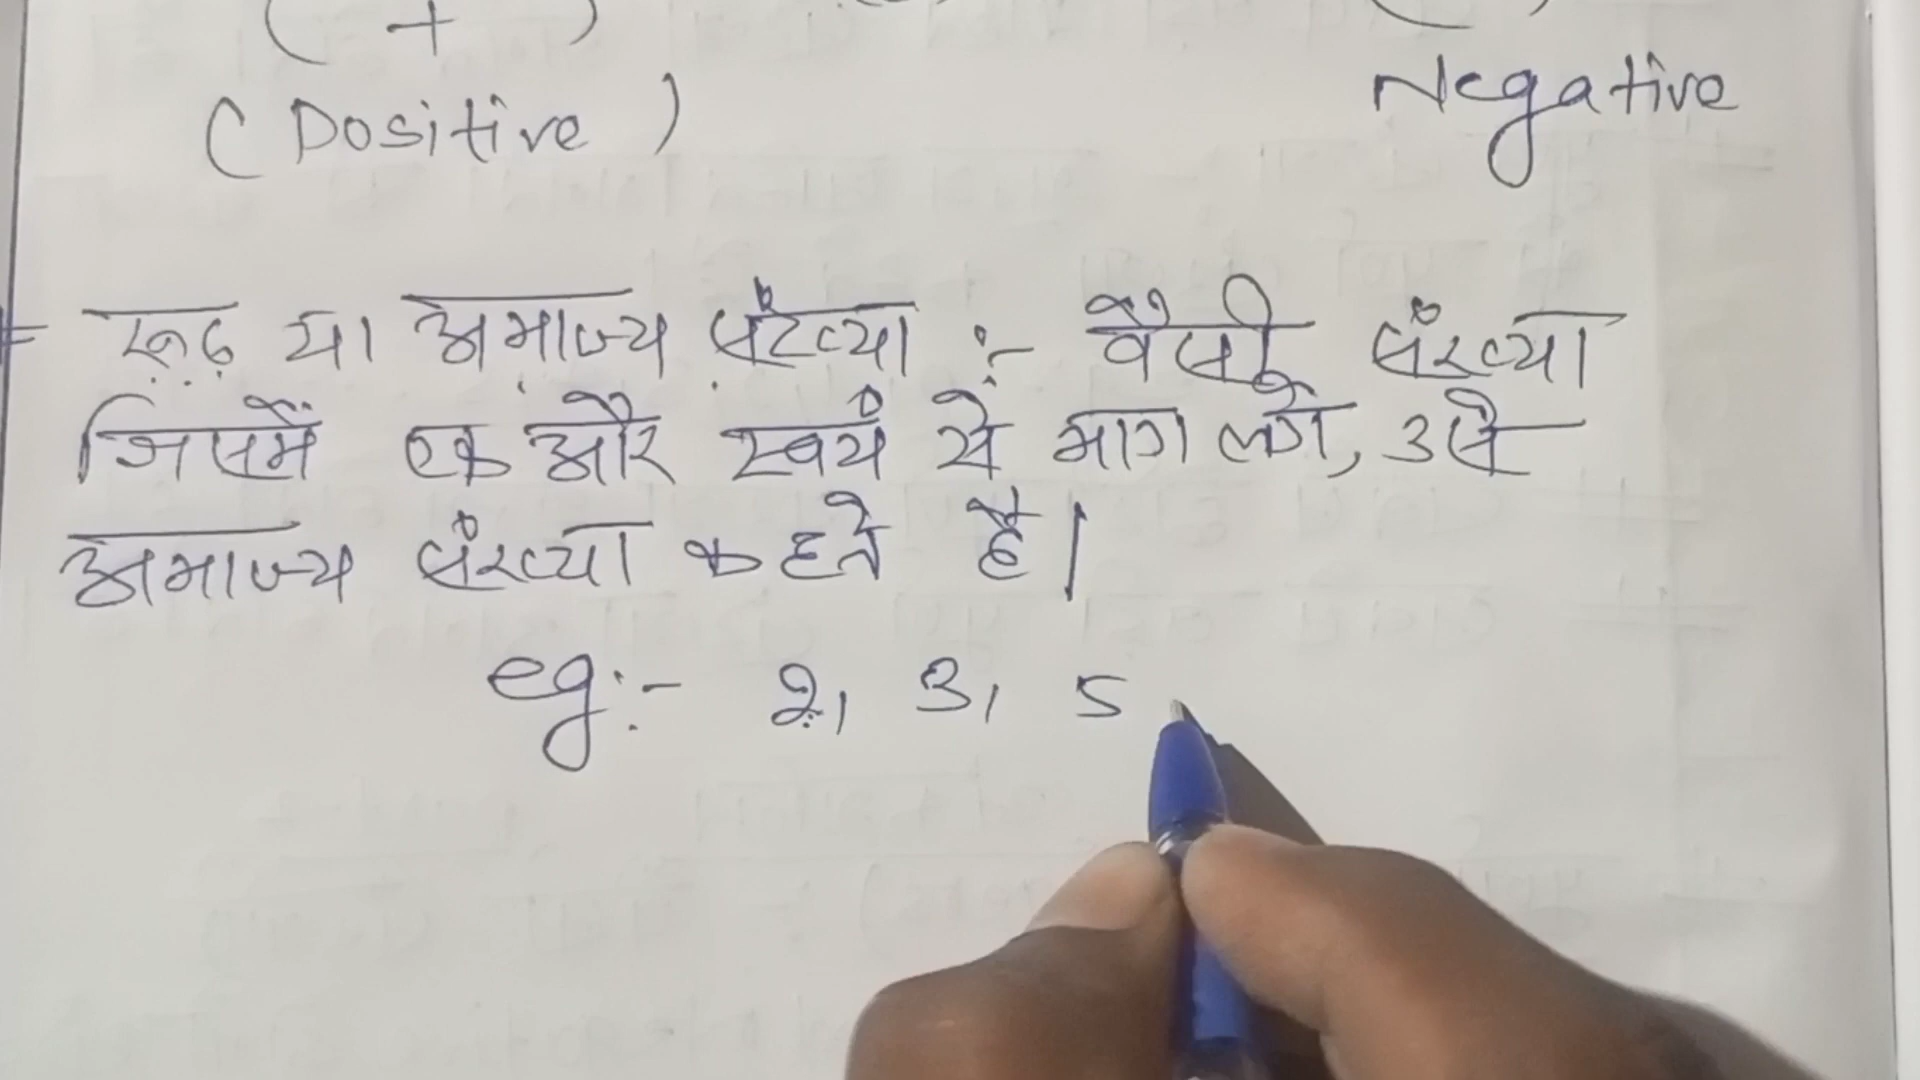 ( + )
(Positive) Negative
रूढ़ या अभाज्य संख्या :- वैसी संख्या
जिसमें एक और स्वयं से भाग लगे, उसे
अभाज्य संख्या कहते हैं।
eg:- 2, 3, 5